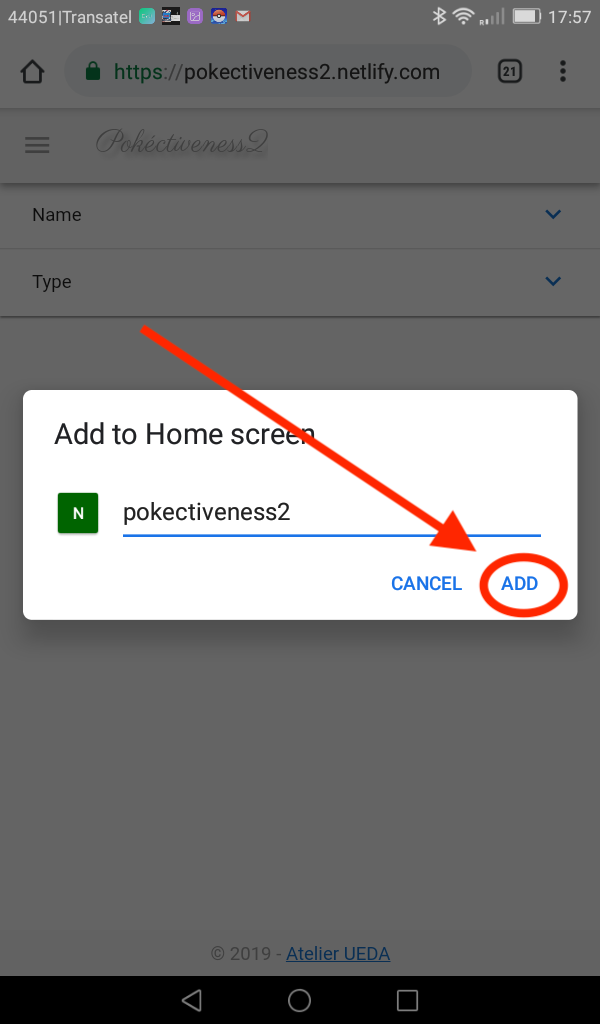 44051|Transatel 17:57
https://pokectiveness2.netlify.com 21
Pokéctiveness2
Name
Type
Add to Home screen
N pokectiveness2
CANCEL ADD
© 2019 - Atelier UEDA